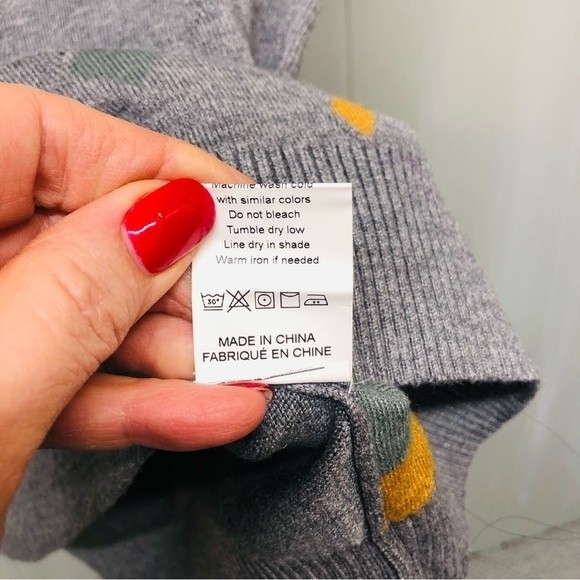 Machine wash cold
with similar colors
Do not bleach
Tumble dry low
Line dry in shade
Warm iron if needed
30°
MADE IN CHINA
FABRIQUÉ EN CHINE